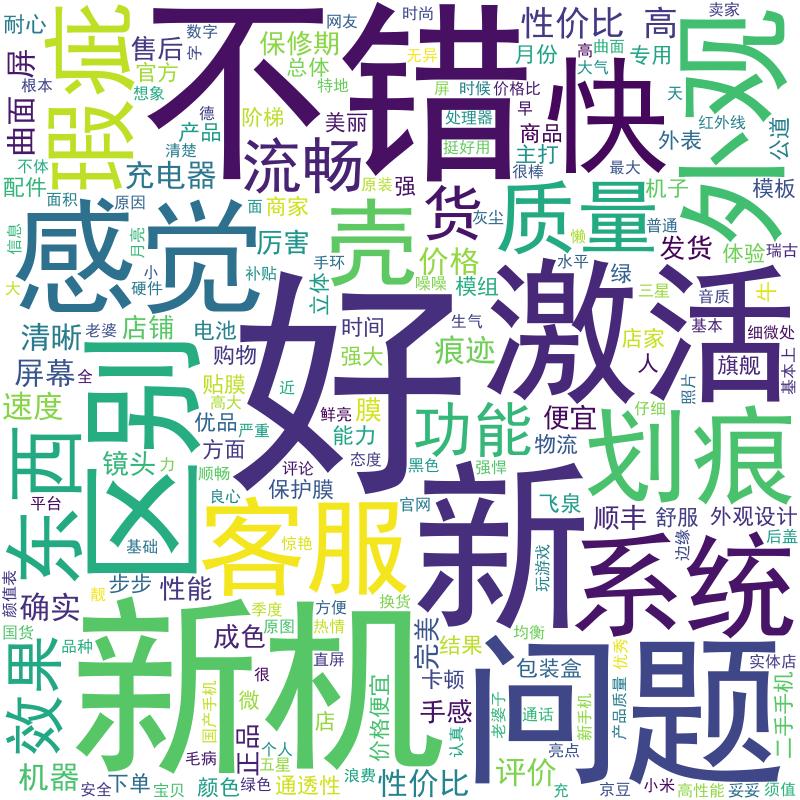 耐心
数字
字
网友
时尚
性价比
高
卖家
不错
快
外观
瑕疵
售后
官方
想象
根本
保修期
总体
特地
无异
高
曲面
大气
月份
专用
曲面
屏
德
阶梯
美丽
屏
时候
价格比
天
产品
清楚
流畅
强
处理器
早
商品
主打
外表
红外线
公道
挺好用
很棒
最大
不体
配件
充电器
面积
原因
面
商家
原装
货
质量
机子
模板
灰尘
普通
感觉
信息
月亮
厉害
壳
价格
发货
体验
瑞古
大
小
硬件
补贴
手环
立体
噪噪
模组
水平
绿
三星
音质
牛
清晰
老婆
店铺
电池
时间
生气
激活
店家
基本
细微处
屏幕
全
购物
强大
痕迹
人
旗舰
基本上
照片
区别
好
贴膜
近
高大
鲜亮
膜
便宜
仔细
速度
优品
严重
能力
功能
物流
划痕
东西
镜头
力
顺畅
方面
评论
态度
黑色
强悍
平台
良心
保护膜
官网
新
飞泉
顺丰
舒服
外观设计
基础
惊艳
客服
系统
边缘
后盖
玩游戏
颜值表
靓
步步
性能
确实
新机
季度
方便
换货
均衡
国货
品种
成色
原图
热情
完美
结果
优秀
实体店
效果
国产手机
很
直屏
卡顿
包装盒
问题
二手手机
微
店
价格便宜
手感
老婆子
通话
新手机
产品质量
正品
毛病
个人
五星
认真
亮点
机器
安全
下单
宝贝
颜色
绿色
通透性
浪费
性价比
评价
充
京豆
小米
高性能
妥妥
须值